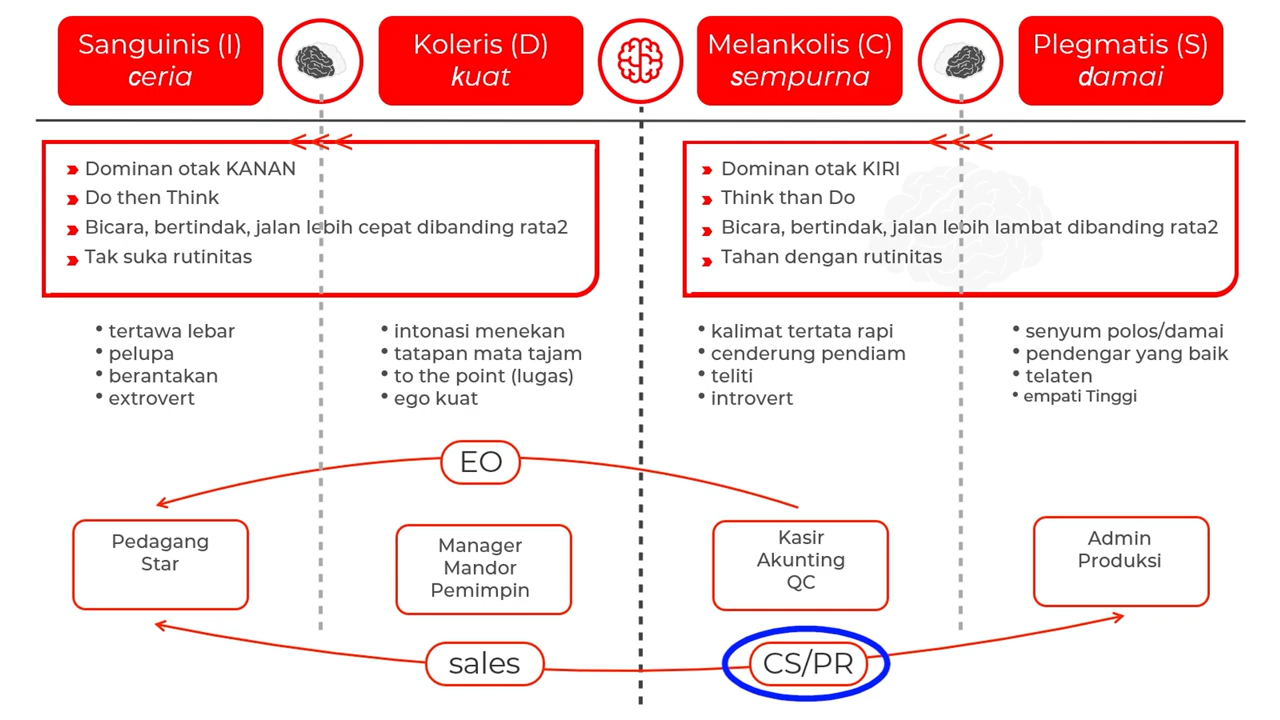 Sanguinis (I)
ceria
Koleris (D)
kuat
Melankolis (C)
sempurna
Plegmatis (S)
damai
Dominan otak KANAN
Do then Think
Bicara, bertindak, jalan lebih cepat dibanding rata2
Tak suka rutinitas
Dominan otak KIRI
Think than Do
Bicara, bertindak, jalan lebih lambat dibanding rata2
Tahan dengan rutinitas
• tertawa lebar
• pelupa
• berantakan
• extrovert
• intonasi menekan
• tatapan mata tajam
• to the point (lugas)
• ego kuat
• kalimat tertata rapi
• cenderung pendiam
• teliti
• introvert
• senyum polos/damai
• pendengar yang baik
• telaten
• empati Tinggi
EO
Pedagang
Star
Manager
Mandor
Pemimpin
Kasir
Akunting
QC
Admin
Produksi
sales
CS/PR